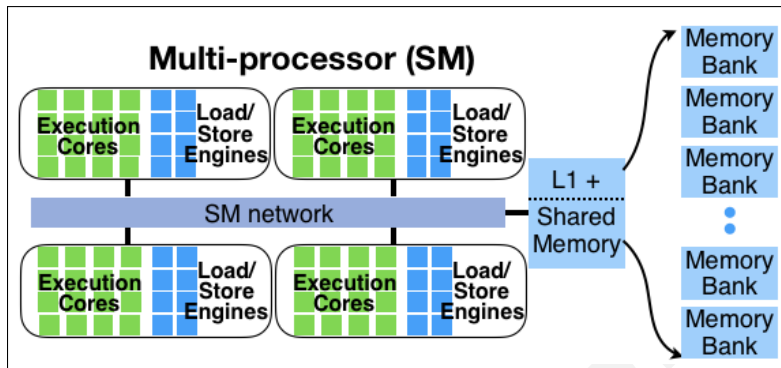 Multi-processor (SM)
Execution
Cores
Load/
Store
Engines
Execution
Cores
Load/
Store
Engines
SM network
Execution
Cores
Load/
Store
Engines
Execution
Cores
Load/
Store
Engines
L1 +
Shared
Memory
Memory
Bank
Memory
Bank
Memory
Bank
Memory
Bank
Memory
Bank